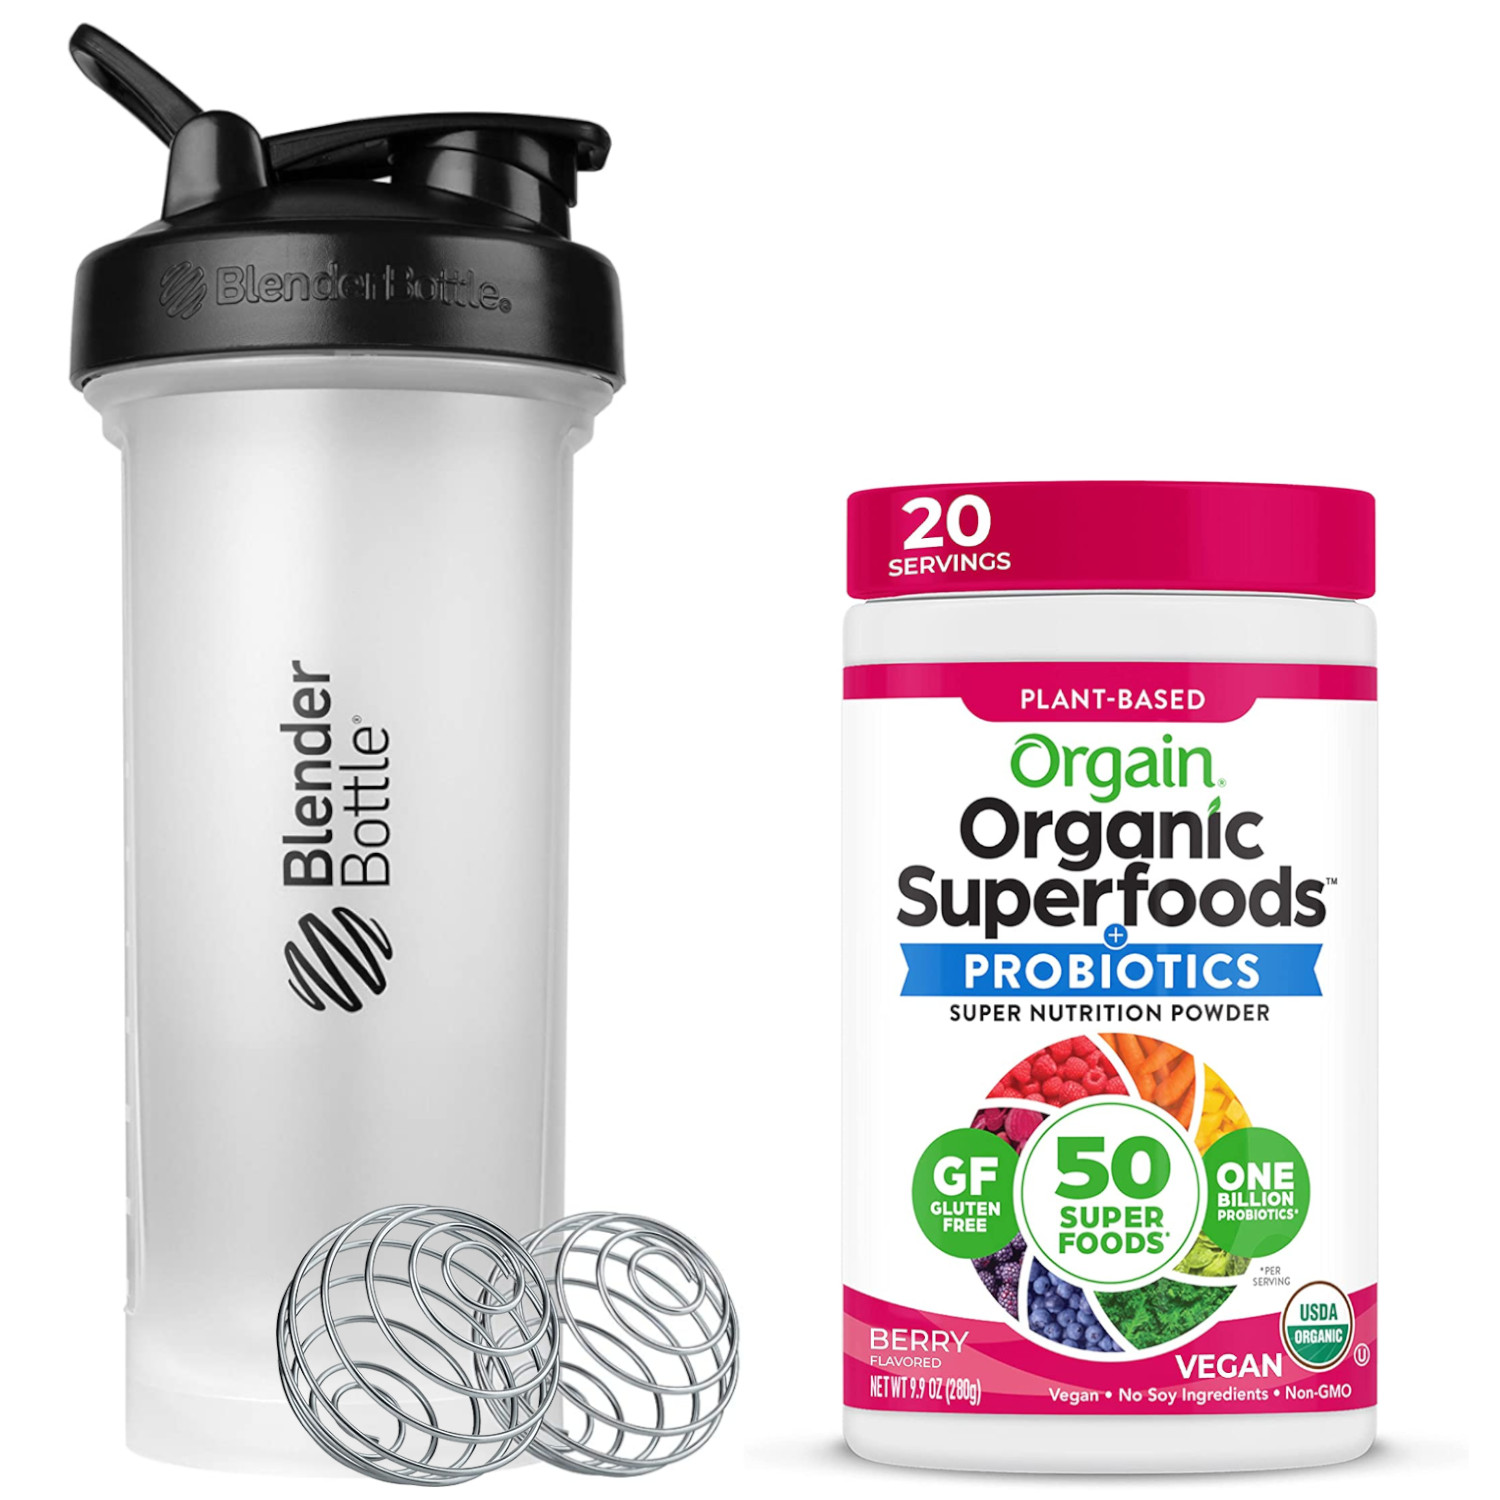 BlenderBottle®
Blender
Bottle®
20
SERVINGS
PLANT-BASED
Orgain®
Organic
Superfoods™
+
PROBIOTICS
SUPER NUTRITION POWDER
GF
GLUTEN
FREE
50
SUPER
FOODS*
ONE
BILLION
PROBIOTICS*
*PER
SERVING
BERRY
FLAVORED
NET WT 9.9 OZ (280g)
USDA
ORGANIC
U
VEGAN
Vegan • No Soy Ingredients • Non-GMO